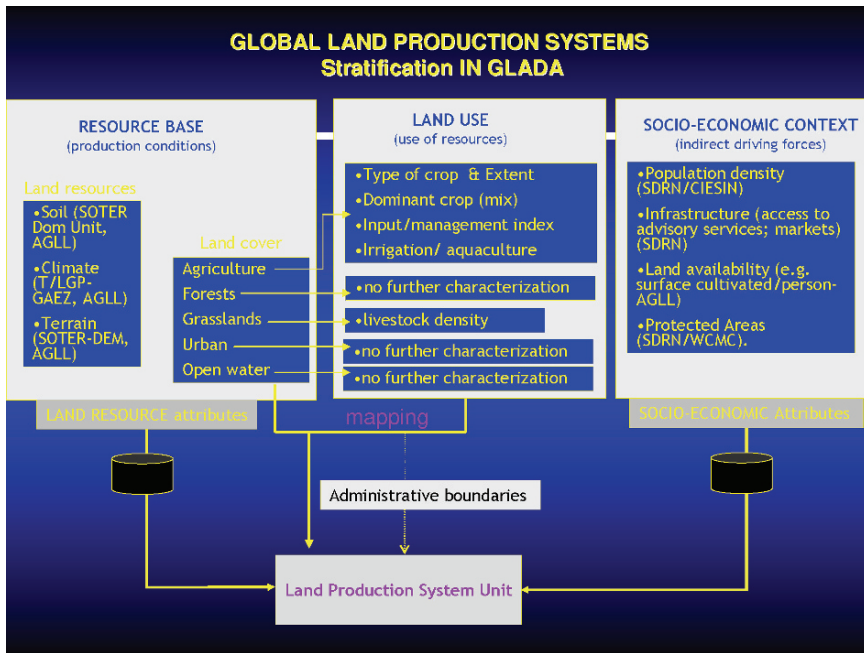 GLOBAL LAND PRODUCTION SYSTEMS
Stratification IN GLADA
RESOURCE BASE
(production conditions)
Land resources
•Soil (SOTER
Dom Unit,
AGLL)
•Climate
(T/LGP-
GAEZ, AGLL)
•Terrain
(SOTER-DEM,
AGLL)
Land cover
Agriculture
Forests
Grasslands
Urban
Open water
LAND USE
(use of resources)
•Type of crop & Extent
•Dominant crop (mix)
•Input/management index
•Irrigation/ aquaculture
•no further characterization
•livestock density
•no further characterization
•no further characterization
SOCIO-ECONOMIC CONTEXT
(indirect driving forces)
•Population density
(SDRN/CIESIN)
•Infrastructure (access to
advisory services; markets)
(SDRN)
•Land availability (e.g.
surface cultivated/person-
AGLL)
•Protected Areas
(SDRN/WCMC).
LAND RESOURCE attributes
mapping
SOCIO-ECONOMIC Attributes
Administrative boundaries
Land Production System Unit